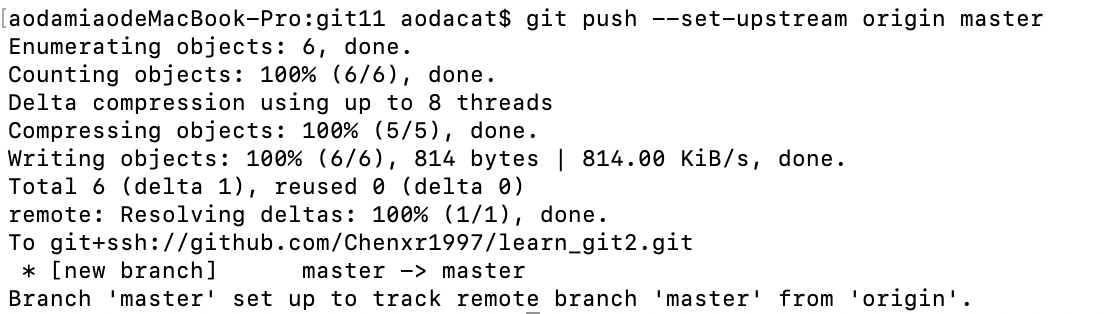 [aodamiaodeMacBook-Pro:git11 aodacat$ git push --set-upstream origin master
Enumerating objects: 6, done.
Counting objects: 100% (6/6), done.
Delta compression using up to 8 threads
Compressing objects: 100% (5/5), done.
Writing objects: 100% (6/6), 814 bytes | 814.00 KiB/s, done.
Total 6 (delta 1), reused 0 (delta 0)
remote: Resolving deltas: 100% (1/1), done.
To git+ssh://github.com/Chenxr1997/learn_git2.git
 * [new branch]      master -> master
Branch 'master' set up to track remote branch 'master' from 'origin'.